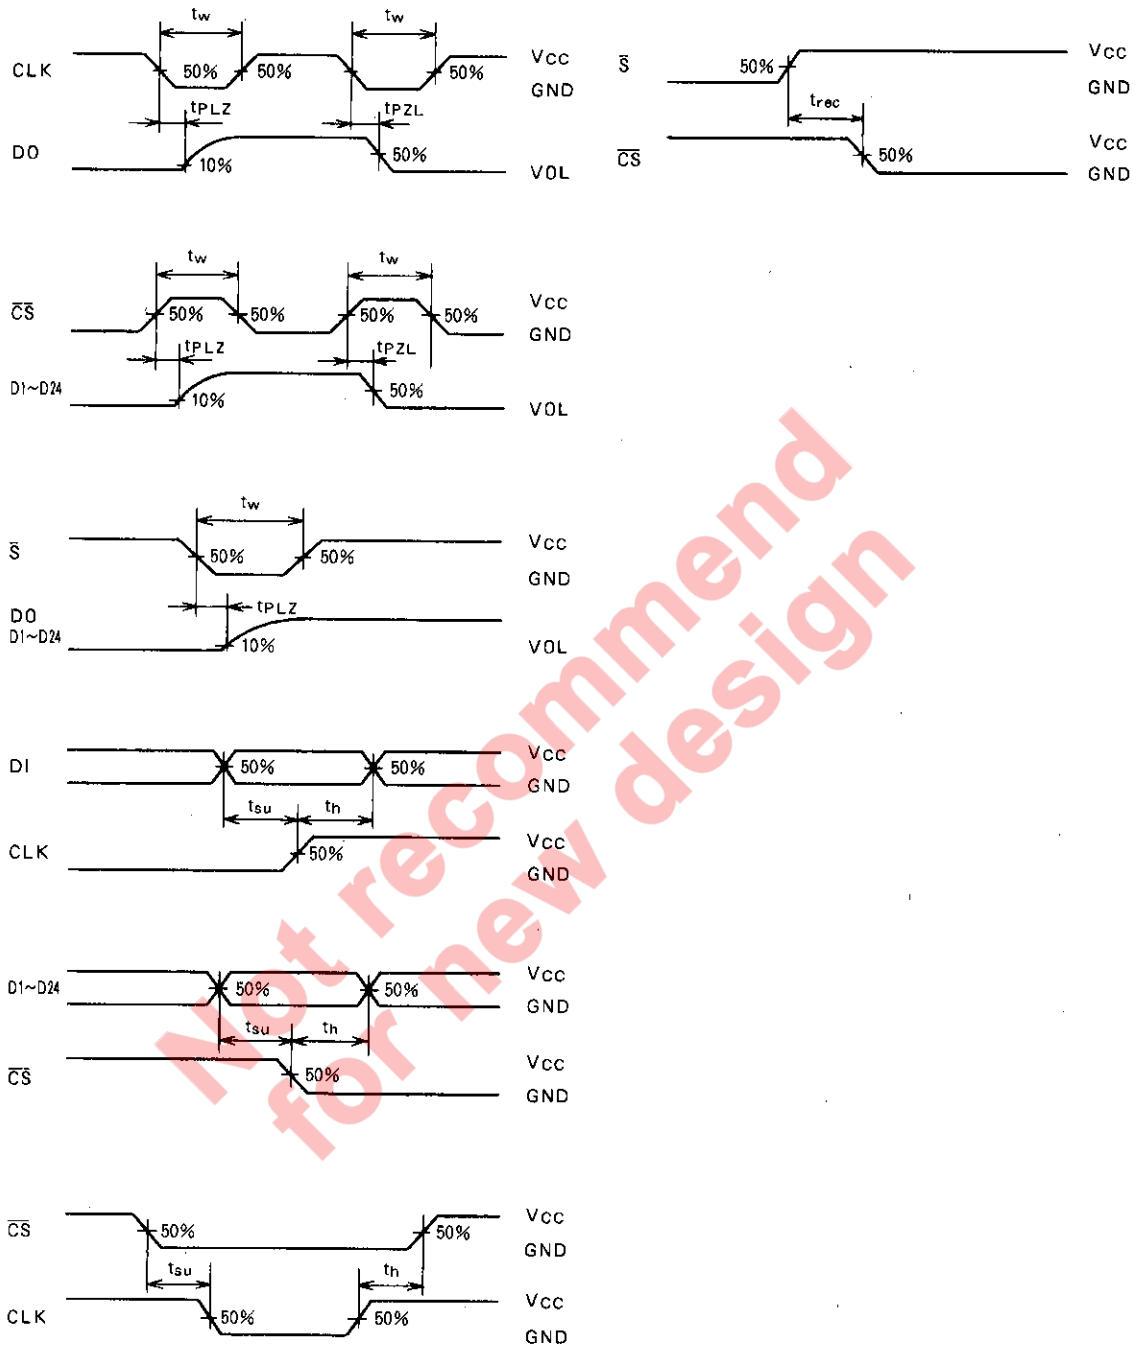 tw tw
CLK 50% 50% 50% 50% VCC
GND
tPLZ tPZL
DO 10% 50% VOL
S̅ 50% VCC
GND
trec
C̅S̅ 50% VCC
GND
tw tw
C̅S̅ 50% 50% 50% 50% VCC
GND
tPLZ tPZL
D1~D24 10% 50% VOL
tw
S̅ 50% 50% VCC
GND
DO tPLZ
D1~D24 10% VOL
DI 50% 50% VCC
GND
tsu th
CLK 50% VCC
GND
D1~D24 50% 50% VCC
GND
tsu th
C̅S̅ 50% VCC
GND
C̅S̅ 50% 50% VCC
GND
tsu th
CLK 50% 50% VCC
GND
Not recommend
for new design